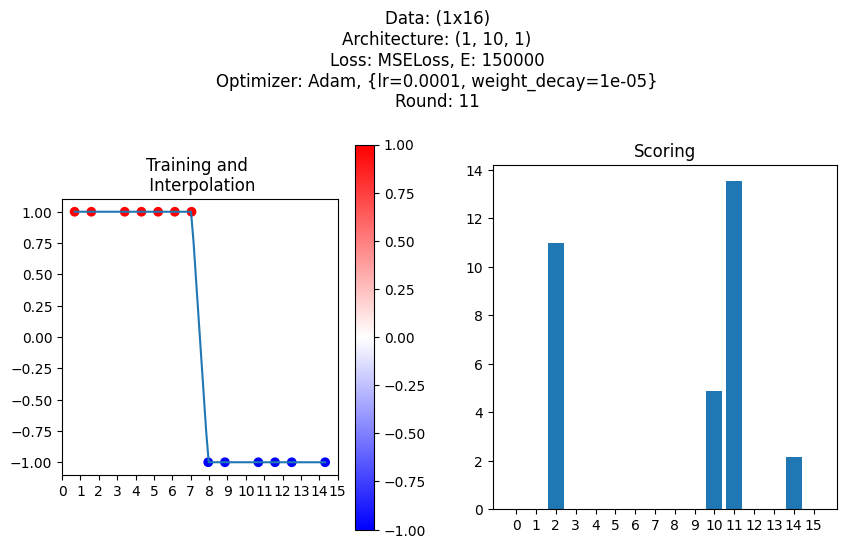 Data: (1x16)
Architecture: (1, 10, 1)
Loss: MSELoss, E: 150000
Optimizer: Adam, {lr=0.0001, weight_decay=1e-05}
Round: 11
Training and
Interpolation
1.00
0.75
0.50
0.25
0.00
−0.25
−0.50
−0.75
−1.00
0 1 2 3 4 5 6 7 8 9 10 11 12 13 14 15
1.00
0.75
0.50
0.25
0.00
−0.25
−0.50
−0.75
−1.00
Scoring
14
12
10
8
6
4
2
0
0 1 2 3 4 5 6 7 8 9 10 11 12 13 14 15